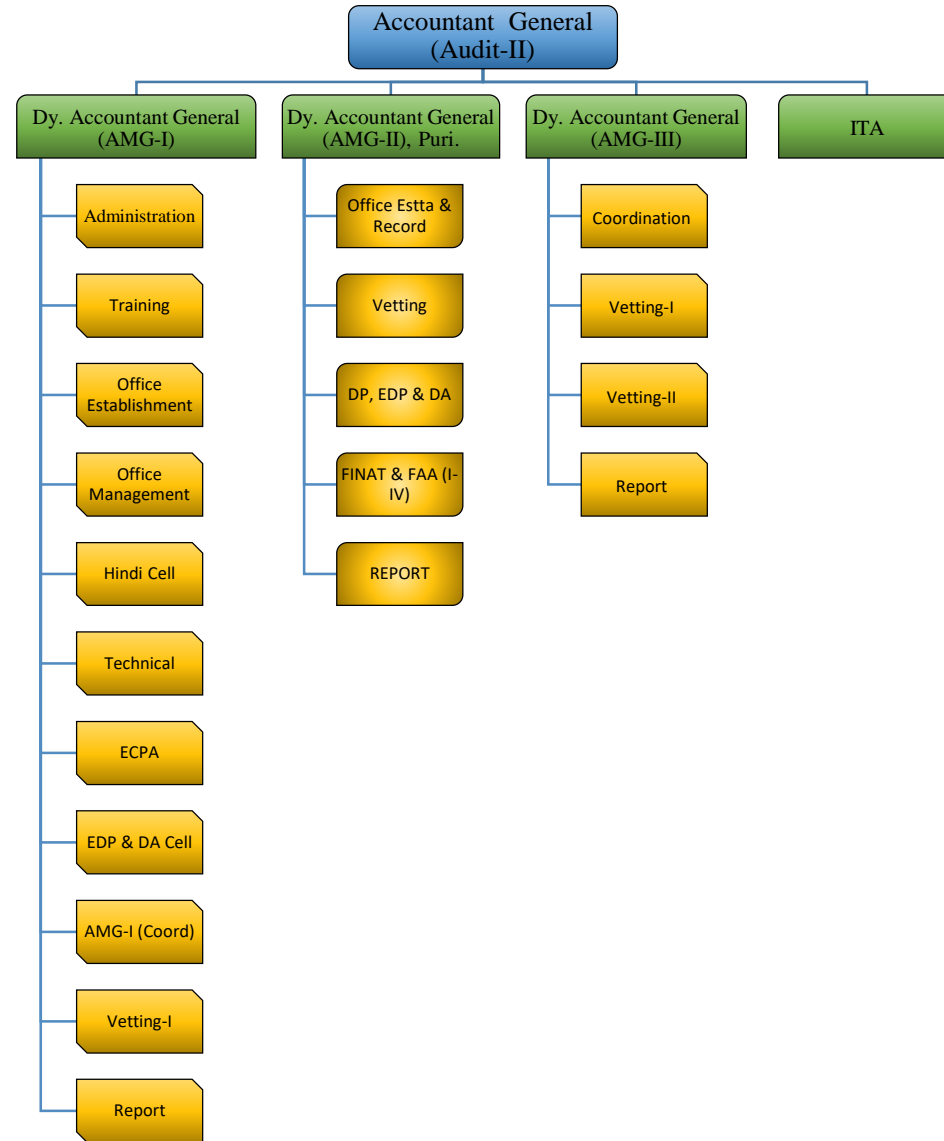 Accountant General
(Audit-II)
Dy. Accountant General
(AMG-I)
Administration
Training
Office
Establishment
Office
Management
Hindi Cell
Technical
ECPA
EDP & DA Cell
AMG-I (Coord)
Vetting-I
Report
Dy. Accountant General
(AMG-II), Puri.
Office Estta &
Record
Vetting
DP, EDP & DA
FINAT & FAA (I-
IV)
REPORT
Dy. Accountant General
(AMG-III)
Coordination
Vetting-I
Vetting-II
Report
ITA